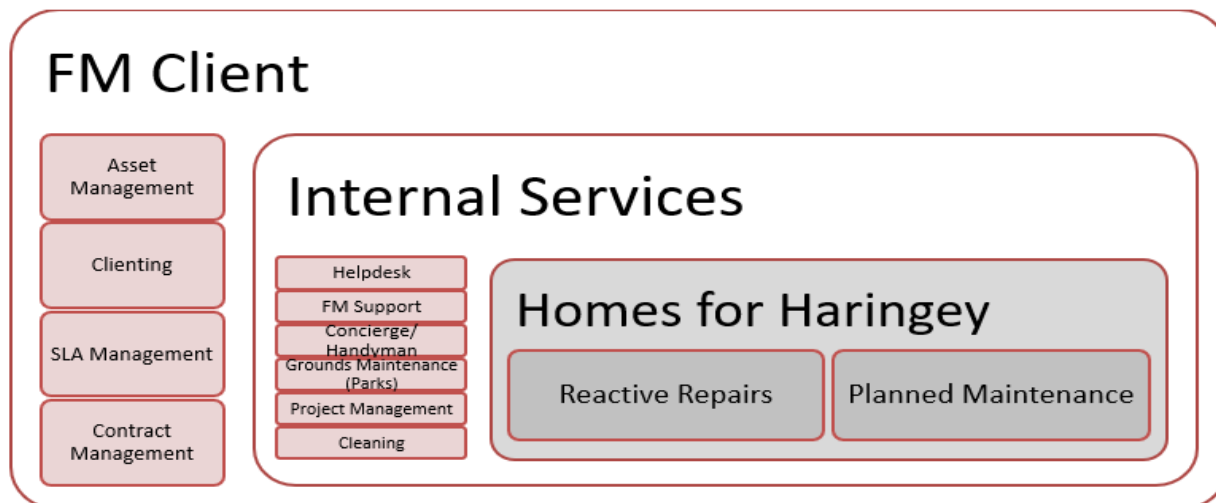 FM Client
Asset
Management
Clienting
SLA Management
Contract
Management
Internal Services
Helpdesk
FM Support
Concierge/
Handyman
Grounds Maintenance
(Parks)
Project Management
Cleaning
Homes for Haringey
Reactive Repairs
Planned Maintenance